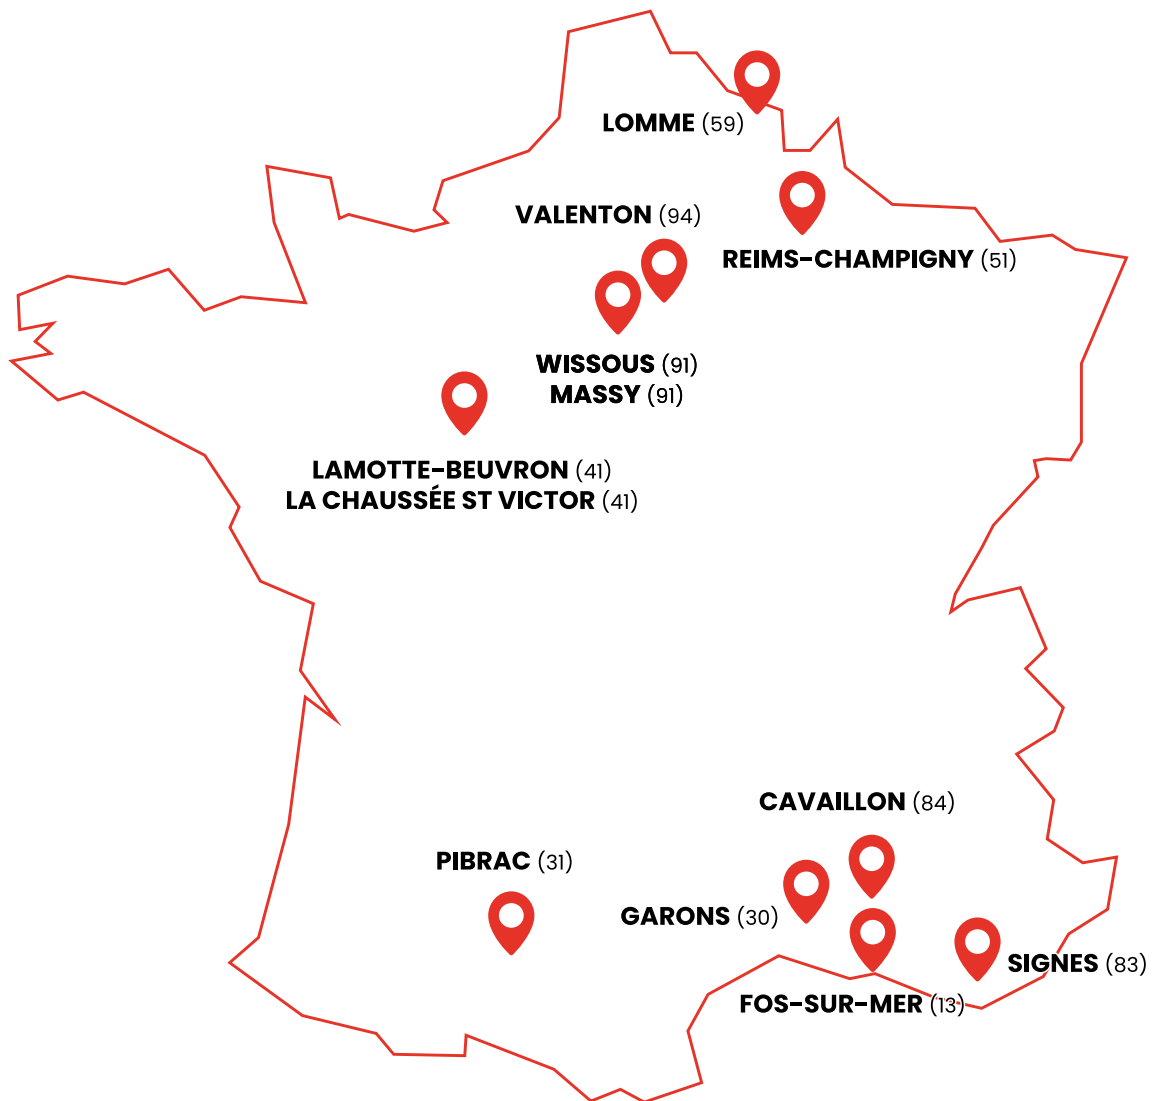 LOMME (59)
VALENTON (94)
REIMS-CHAMPIGNY (51)
WISSOUS (91)
MASSY (91)
LAMOTTE-BEUVRON (41)
LA CHAUSSÉE ST VICTOR (41)
CAVAILLON (84)
PIBRAC (31)
GARONS (30)
SIGNES (83)
FOS-SUR-MER (13)